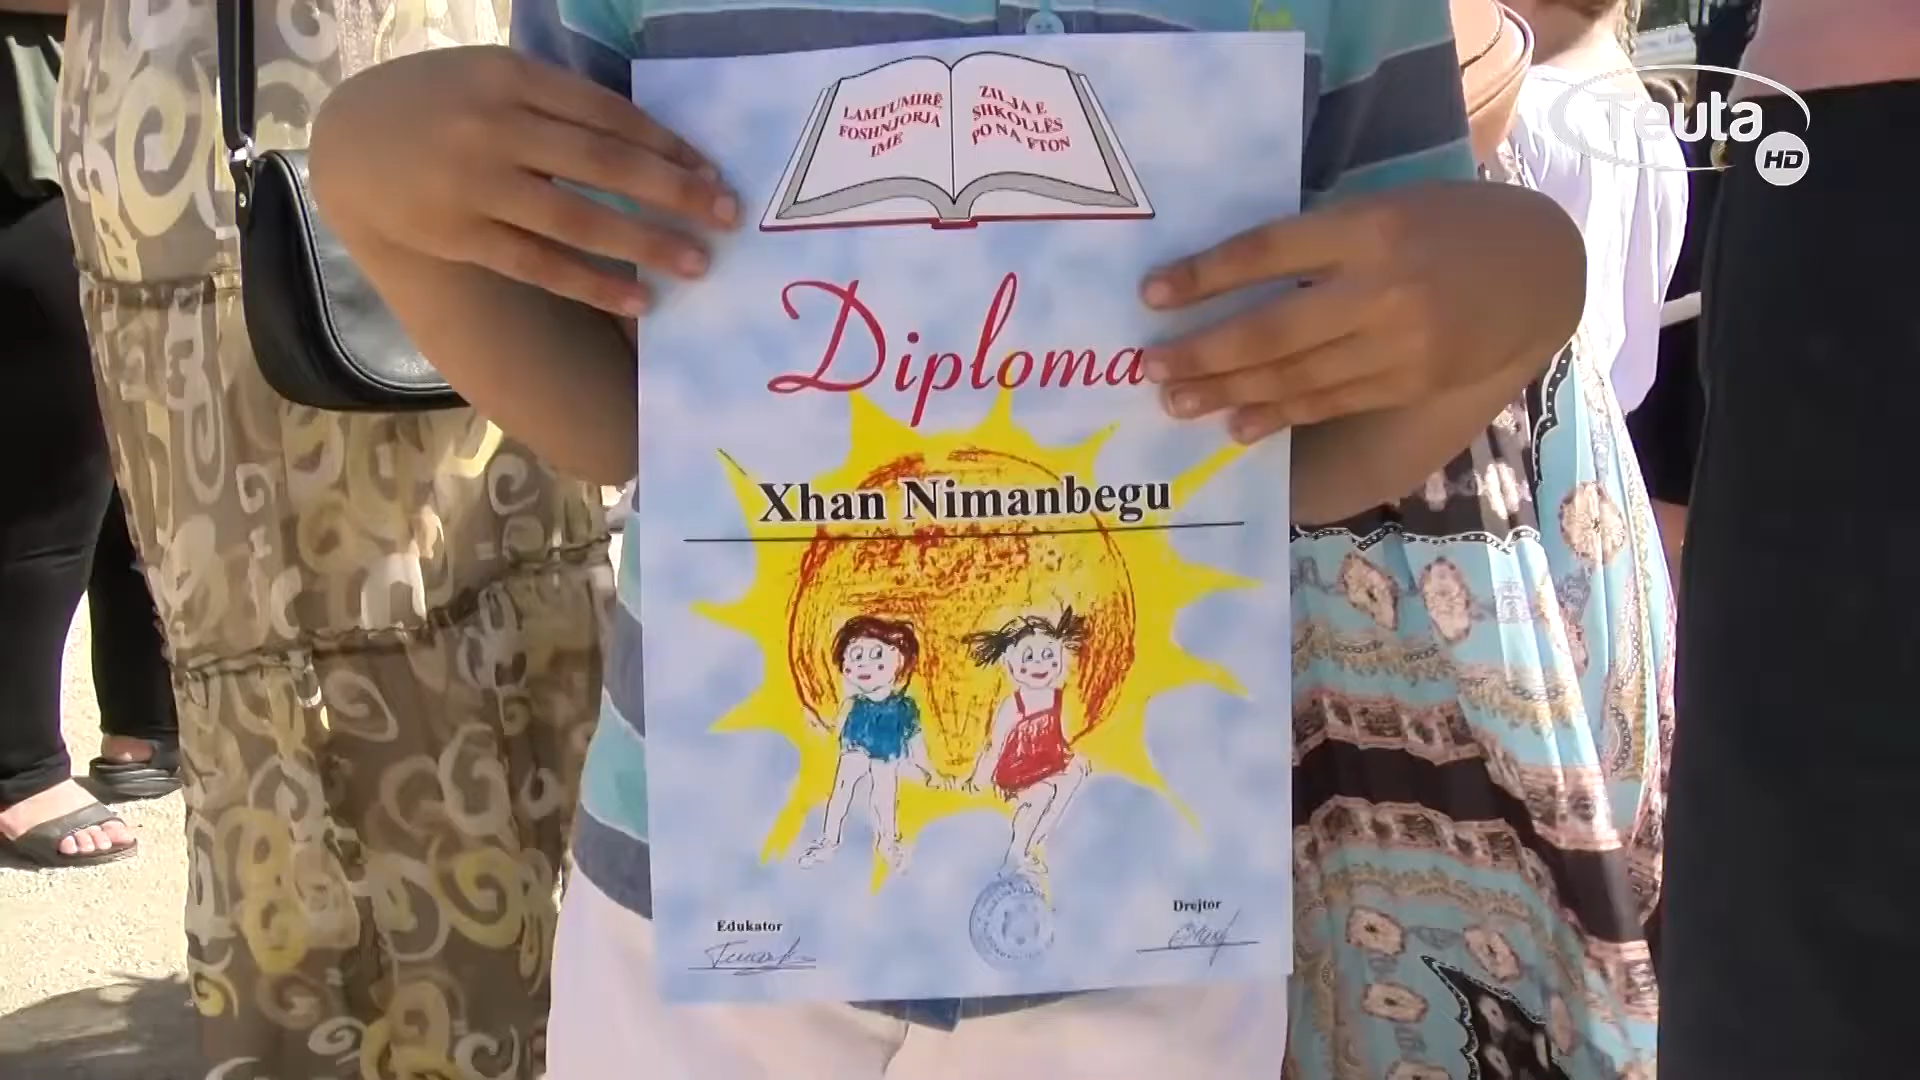 Teuta
HD
LAMTUMIRË
FOSHNJORJA
IME
ZILJA E
SHKOLLËS
PO NA FTON
Diploma
Xhan Nimanbegu
Edukator
Drejtor